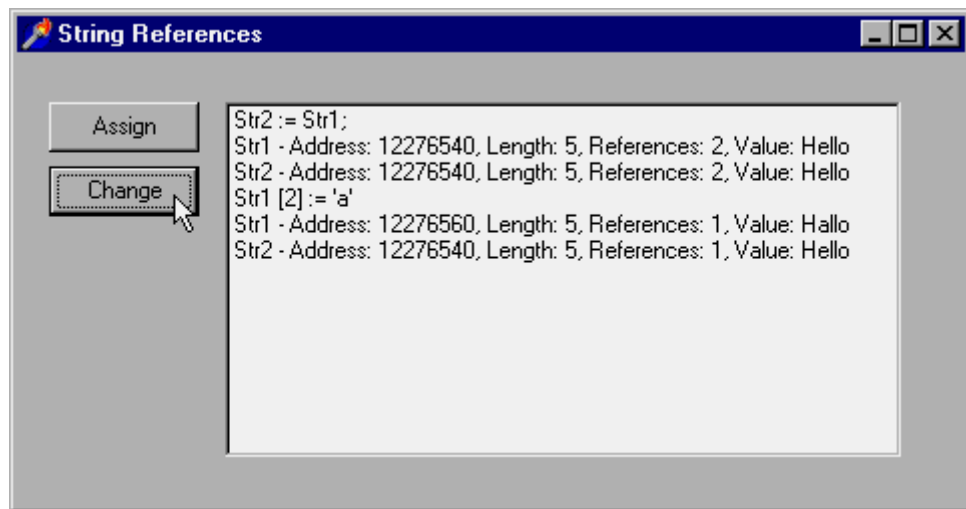 String References
Assign
Change
Str2 := Str1;
Str1 - Address: 12276540, Length: 5, References: 2, Value: Hello
Str2 - Address: 12276540, Length: 5, References: 2, Value: Hello
Str1 [2] := 'a'
Str1 - Address: 12276560, Length: 5, References: 1, Value: Hallo
Str2 - Address: 12276540, Length: 5, References: 1, Value: Hello